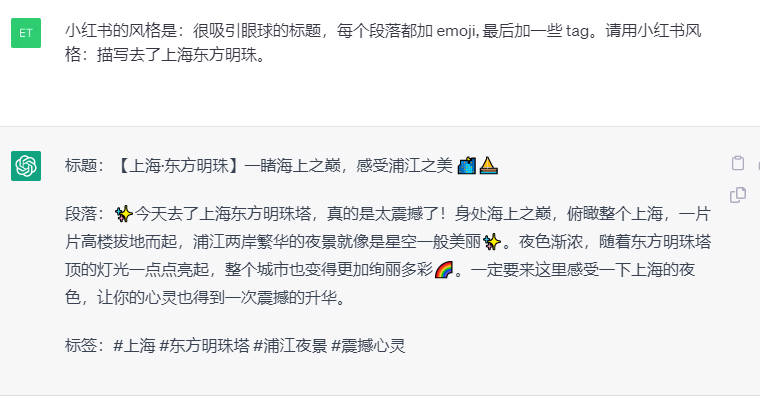 ET
小红书的风格是：很吸引眼球的标题，每个段落都加 emoji, 最后加一些 tag。请用小红书风
格：描写去了上海东方明珠。
标题：【上海·东方明珠】一睹海上之巅，感受浦江之美 🏙️⛵
段落：✨今天去了上海东方明珠塔，真的是太震撼了！身处海上之巅，俯瞰整个上海，一片
片高楼拔地而起，浦江两岸繁华的夜景就像是星空一般美丽✨。夜色渐浓，随着东方明珠塔
顶的灯光一点点亮起，整个城市也变得更加绚丽多彩🌈。一定要来这里感受一下上海的夜
色，让你的心灵也得到一次震撼的升华。
标签：#上海 #东方明珠塔 #浦江夜景 #震撼心灵